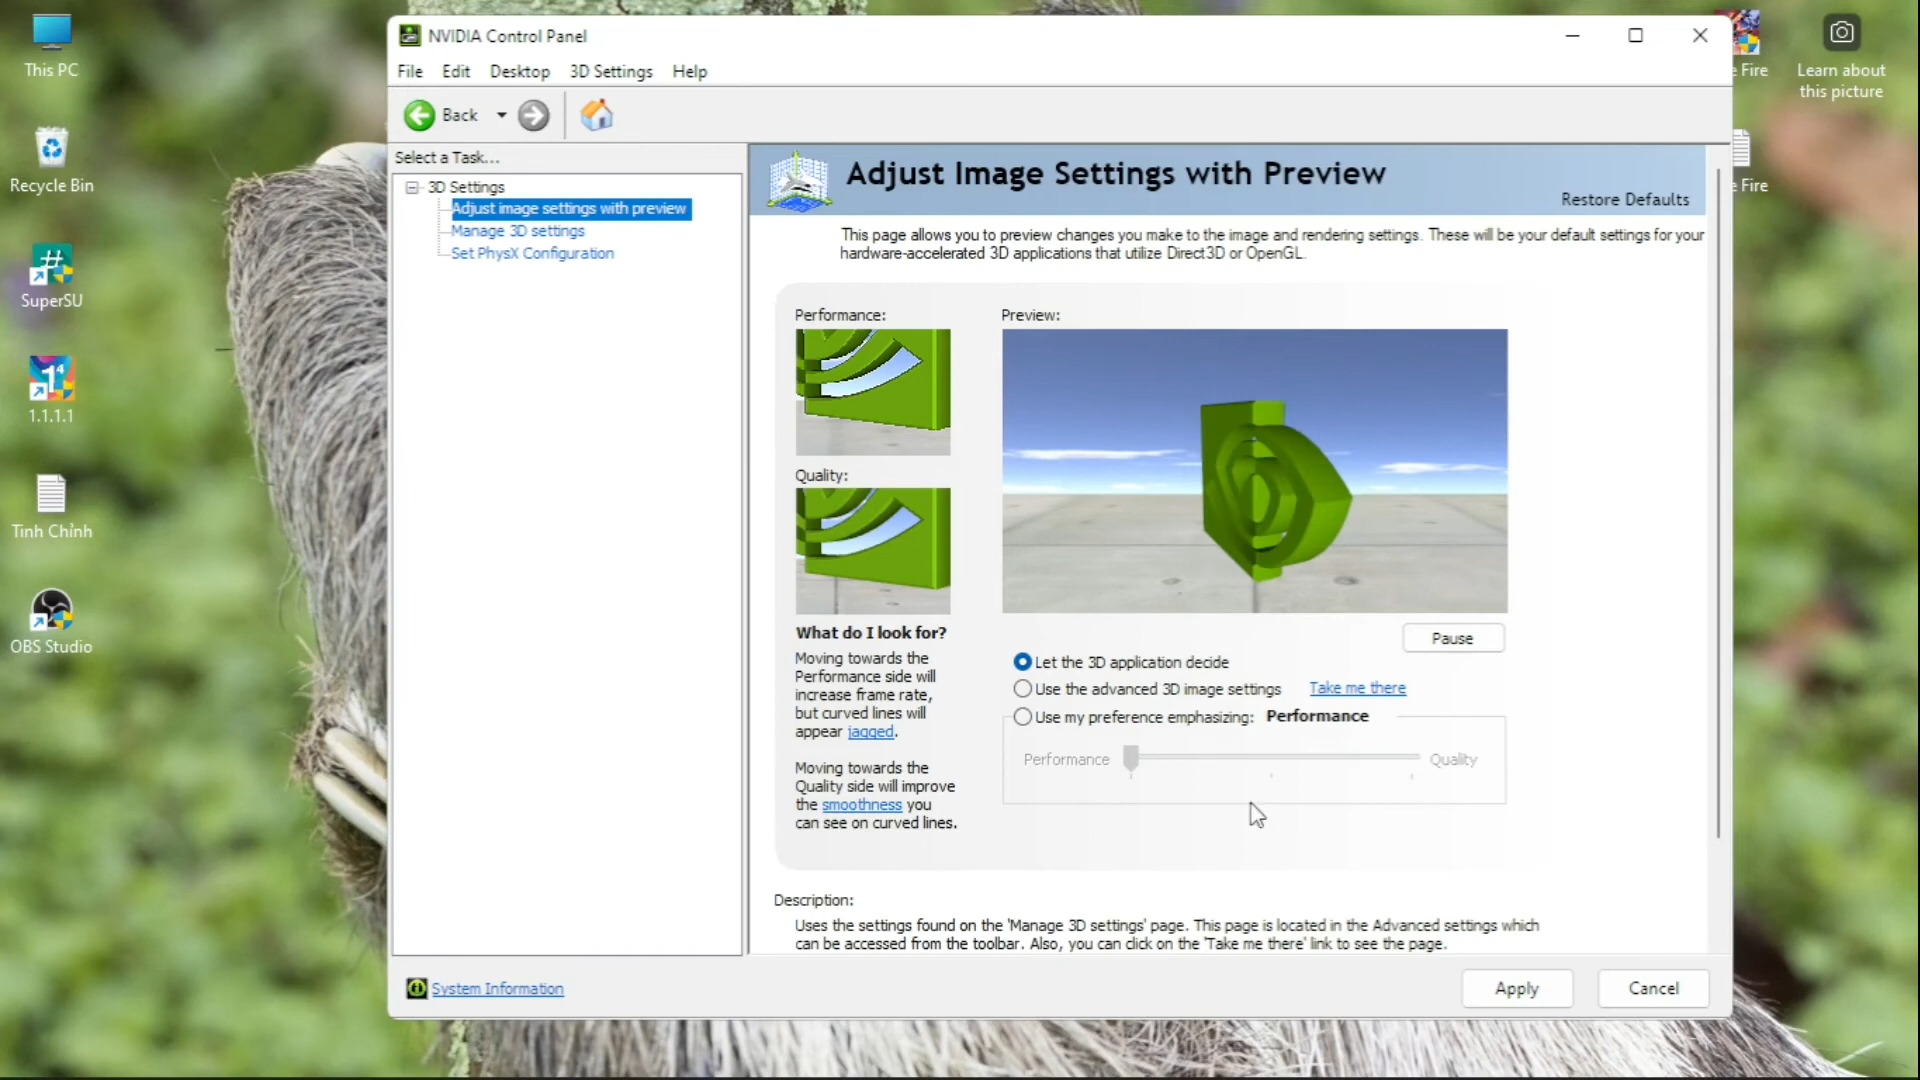 This PC
Recycle Bin
SuperSU
1.1.1.1
Tinh Chỉnh
OBS Studio
NVIDIA Control Panel
File Edit Desktop 3D Settings Help
Back
Select a Task...
3D Settings
Adjust image settings with preview
Manage 3D settings
Set PhysX Configuration
System Information
Adjust Image Settings with Preview
Restore Defaults
This page allows you to preview changes you make to the image and rendering settings. These will be your default settings for your
hardware-accelerated 3D applications that utilize Direct3D or OpenGL.
Performance:
Quality:
What do I look for?
Moving towards the
Performance side will
increase frame rate,
but curved lines will
appear jagged.
Moving towards the
Quality side will improve
the smoothness you
can see on curved lines.
Preview:
Pause
Let the 3D application decide
Use the advanced 3D image settings Take me there
Use my preference emphasizing: Performance
Performance Quality
Description:
Uses the settings found on the 'Manage 3D settings' page. This page is located in the Advanced settings which
can be accessed from the toolbar. Also, you can click on the 'Take me there' link to see the page.
Apply Cancel
e Fire
e Fire
Learn about
this picture